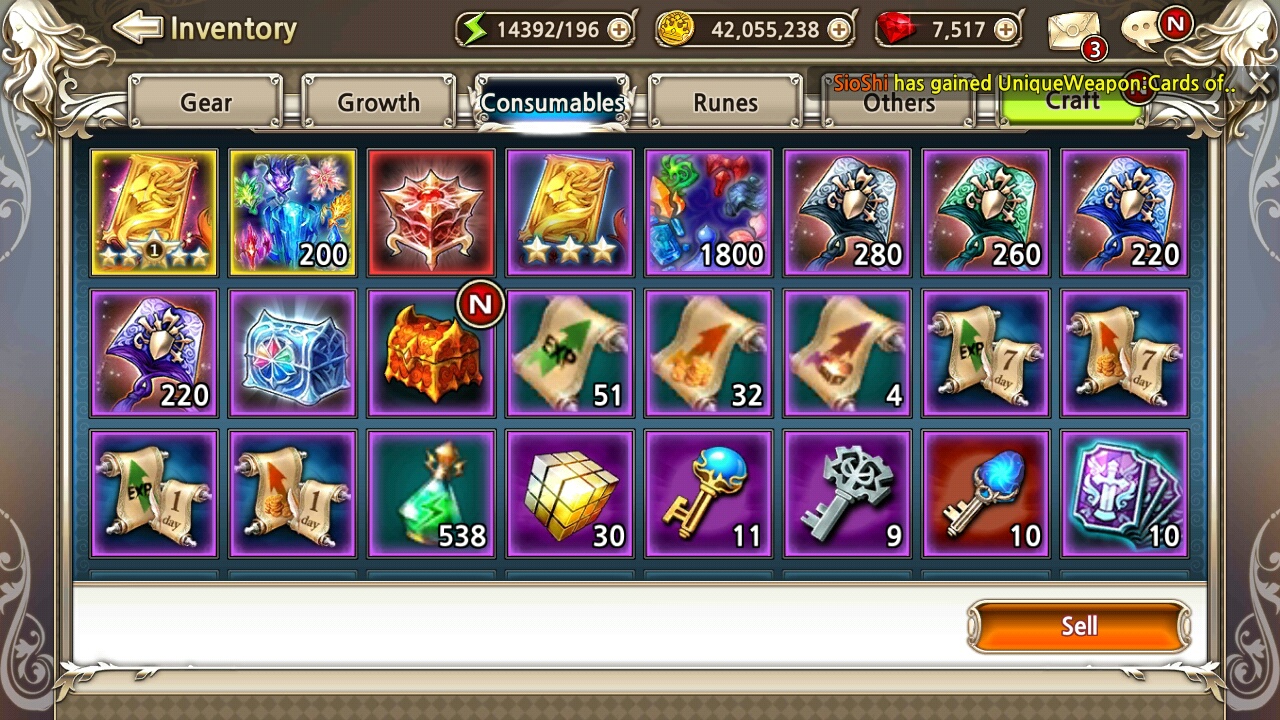 Inventory
14392/196
42,055,238
7,517
3
N
SioShi has gained UniqueWeapon:Cards of..
Gear
Growth
Consumables
Runes
Others
Craft
1
200
1800
280
260
220
220
N
EXP
51
32
4
EXP 7 day
7 day
EXP 1 day
1 day
538
30
11
9
10
10
Sell